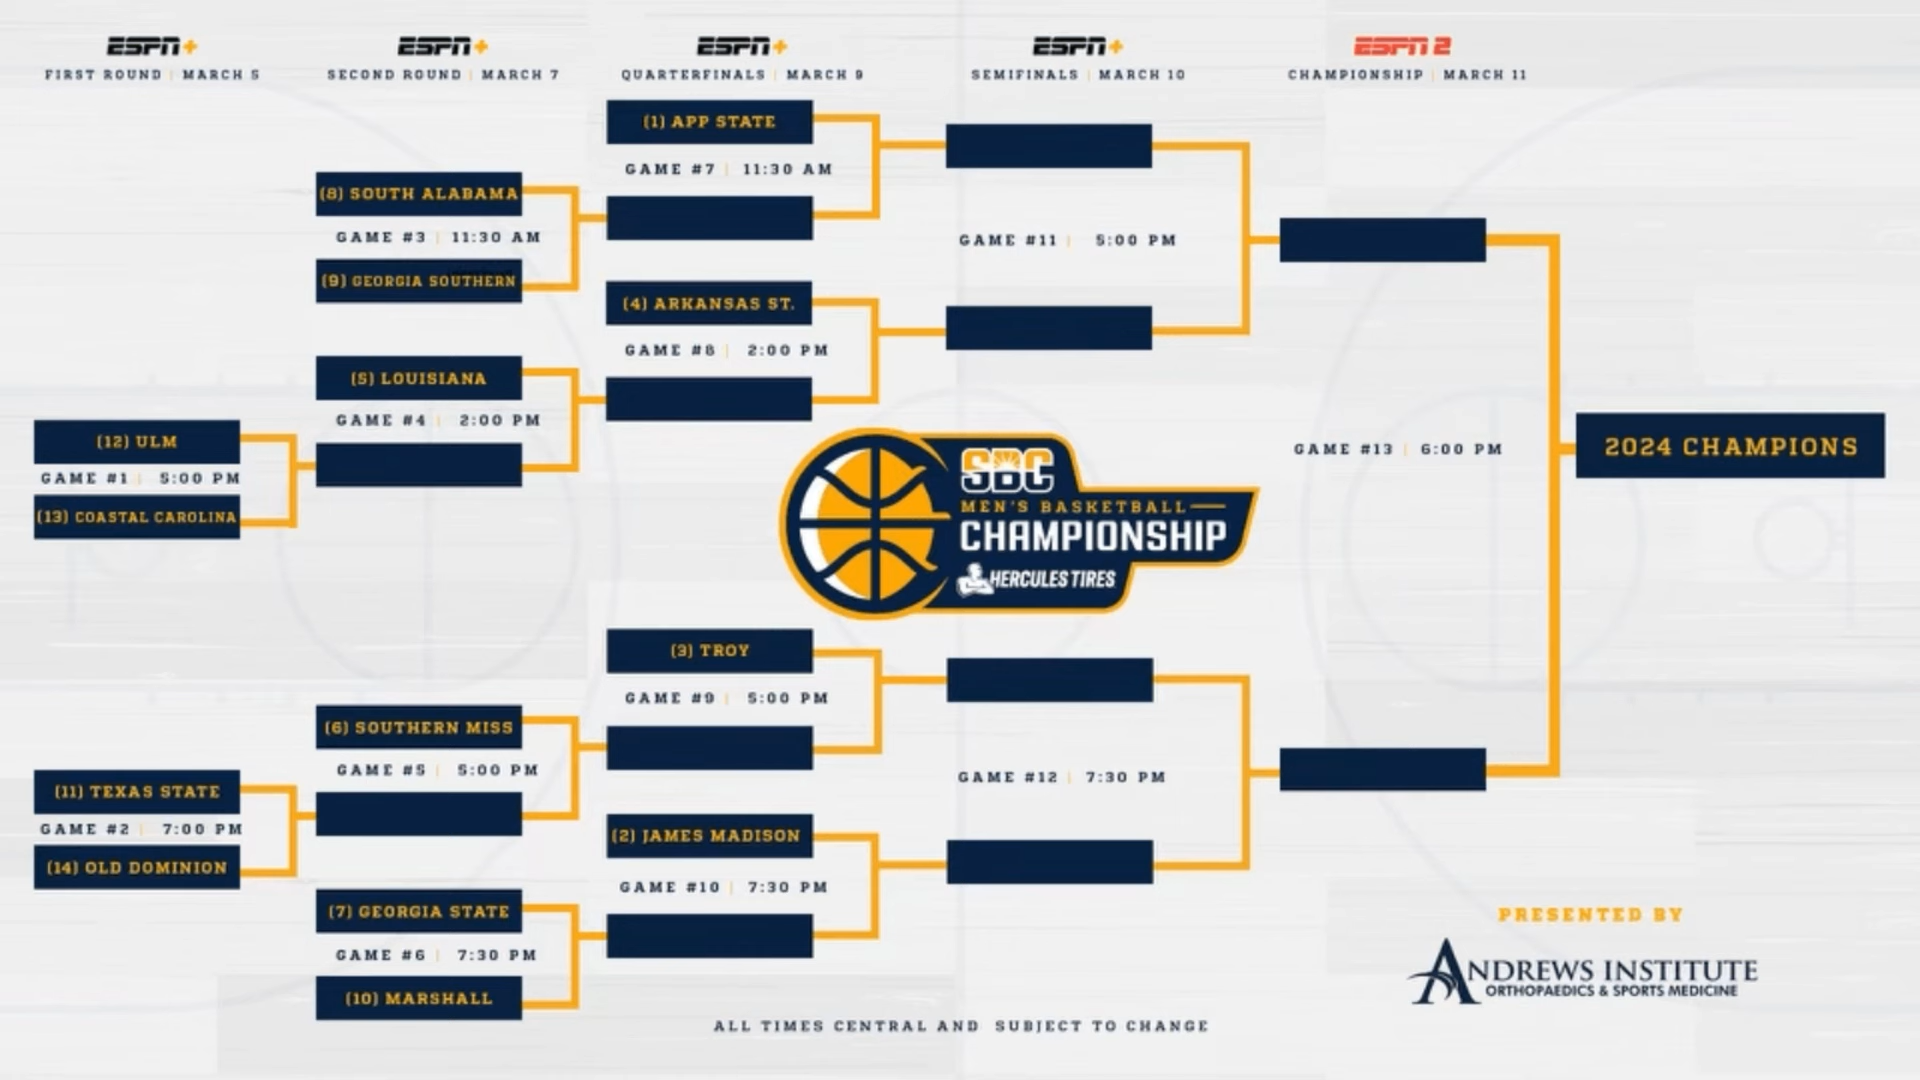 ESPN+
FIRST ROUND | MARCH 5
ESPN+
SECOND ROUND | MARCH 7
ESPN+
QUARTERFINALS | MARCH 9
ESPN+
SEMIFINALS | MARCH 10
ESPN 2
CHAMPIONSHIP | MARCH 11
(12) ULM
GAME #1 | 5:00 PM
(13) COASTAL CAROLINA
(11) TEXAS STATE
GAME #2 | 7:00 PM
(14) OLD DOMINION
(8) SOUTH ALABAMA
GAME #3 | 11:30 AM
(9) GEORGIA SOUTHERN
(5) LOUISIANA
GAME #4 | 2:00 PM
(6) SOUTHERN MISS
GAME #5 | 5:00 PM
(7) GEORGIA STATE
GAME #6 | 7:30 PM
(10) MARSHALL
(1) APP STATE
GAME #7 | 11:30 AM
(4) ARKANSAS ST.
GAME #8 | 2:00 PM
(3) TROY
GAME #9 | 5:00 PM
(2) JAMES MADISON
GAME #10 | 7:30 PM
GAME #11 | 5:00 PM
GAME #12 | 7:30 PM
GAME #13 | 6:00 PM
2024 CHAMPIONS
SBC
MEN'S BASKETBALL
CHAMPIONSHIP
HERCULES TIRES
PRESENTED BY
ANDREWS INSTITUTE
ORTHOPAEDICS & SPORTS MEDICINE
ALL TIMES CENTRAL AND SUBJECT TO CHANGE